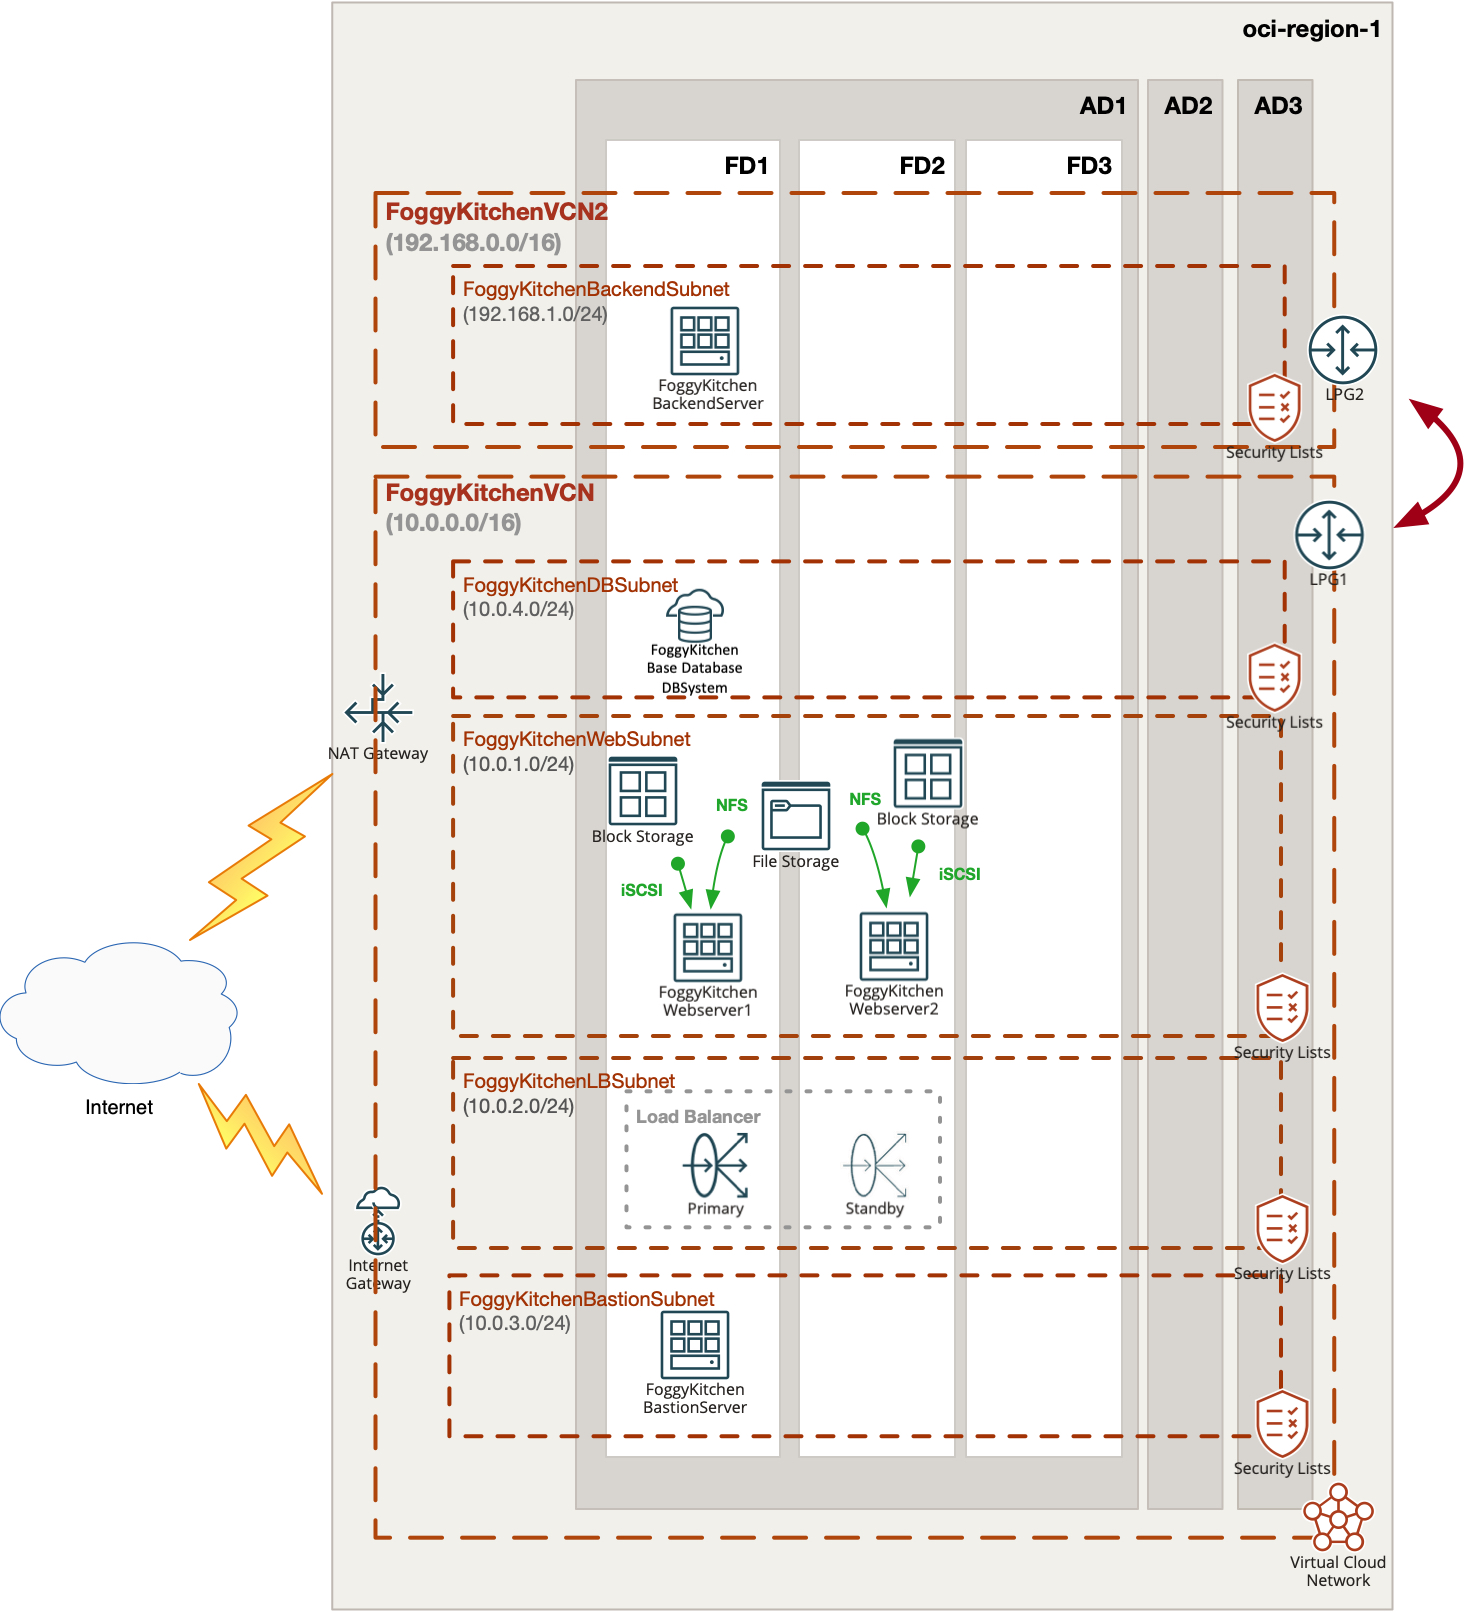 oci-region-1
AD1
AD2
AD3
FD1
FD2
FD3
FoggyKitchenVCN2
(192.168.0.0/16)
FoggyKitchenBackendSubnet
(192.168.1.0/24)
FoggyKitchen
BackendServer
LPG2
Security Lists
FoggyKitchenVCN
(10.0.0.0/16)
LPG1
FoggyKitchenDBSubnet
(10.0.4.0/24)
FoggyKitchen
Base Database
DBSystem
Security Lists
NAT Gateway
FoggyKitchenWebSubnet
(10.0.1.0/24)
Block Storage
NFS
File Storage
NFS
Block Storage
iSCSI
iSCSI
FoggyKitchen
Webserver1
FoggyKitchen
Webserver2
Security Lists
Internet
FoggyKitchenLBSubnet
(10.0.2.0/24)
Load Balancer
Primary
Standby
Security Lists
Internet
Gateway
FoggyKitchenBastionSubnet
(10.0.3.0/24)
FoggyKitchen
BastionServer
Security Lists
Virtual Cloud
Network